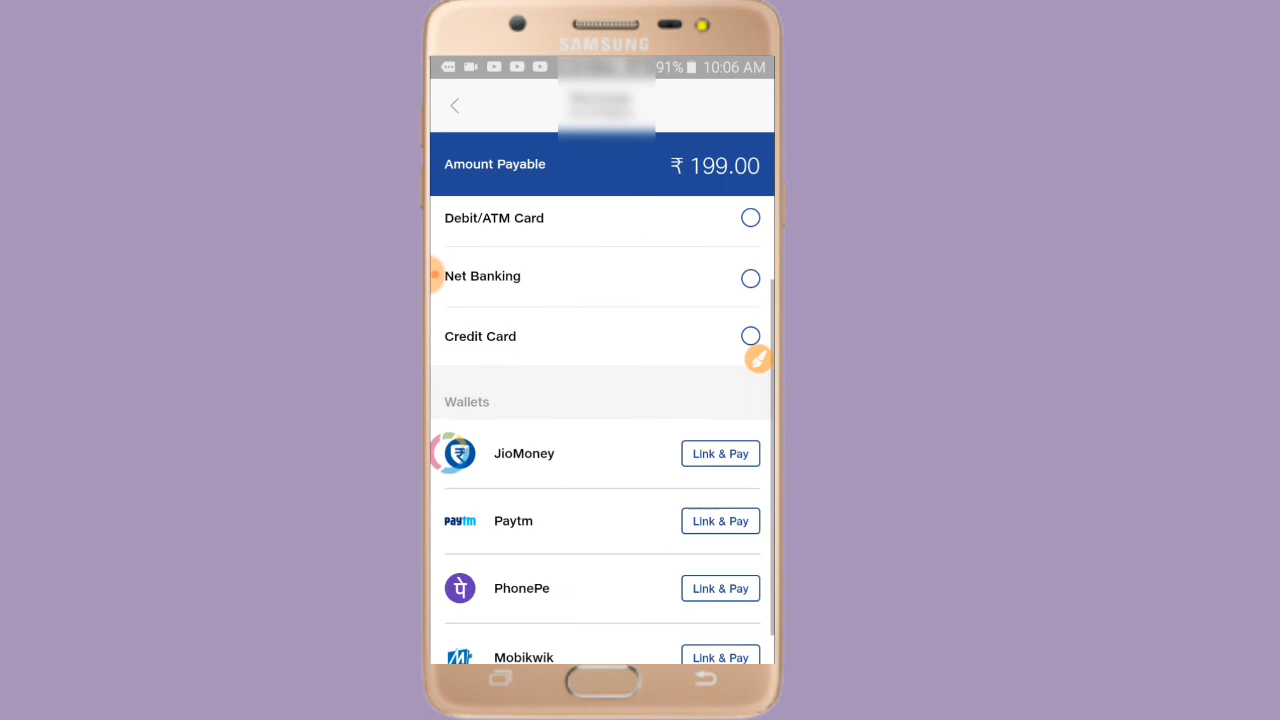 SAMSUNG
91% 10:06 AM
Amount Payable ₹ 199.00
Debit/ATM Card
Net Banking
Credit Card
Wallets
₹ JioMoney Link & Pay
paytm Paytm Link & Pay
पे PhonePe Link & Pay
Mobikwik Link & Pay